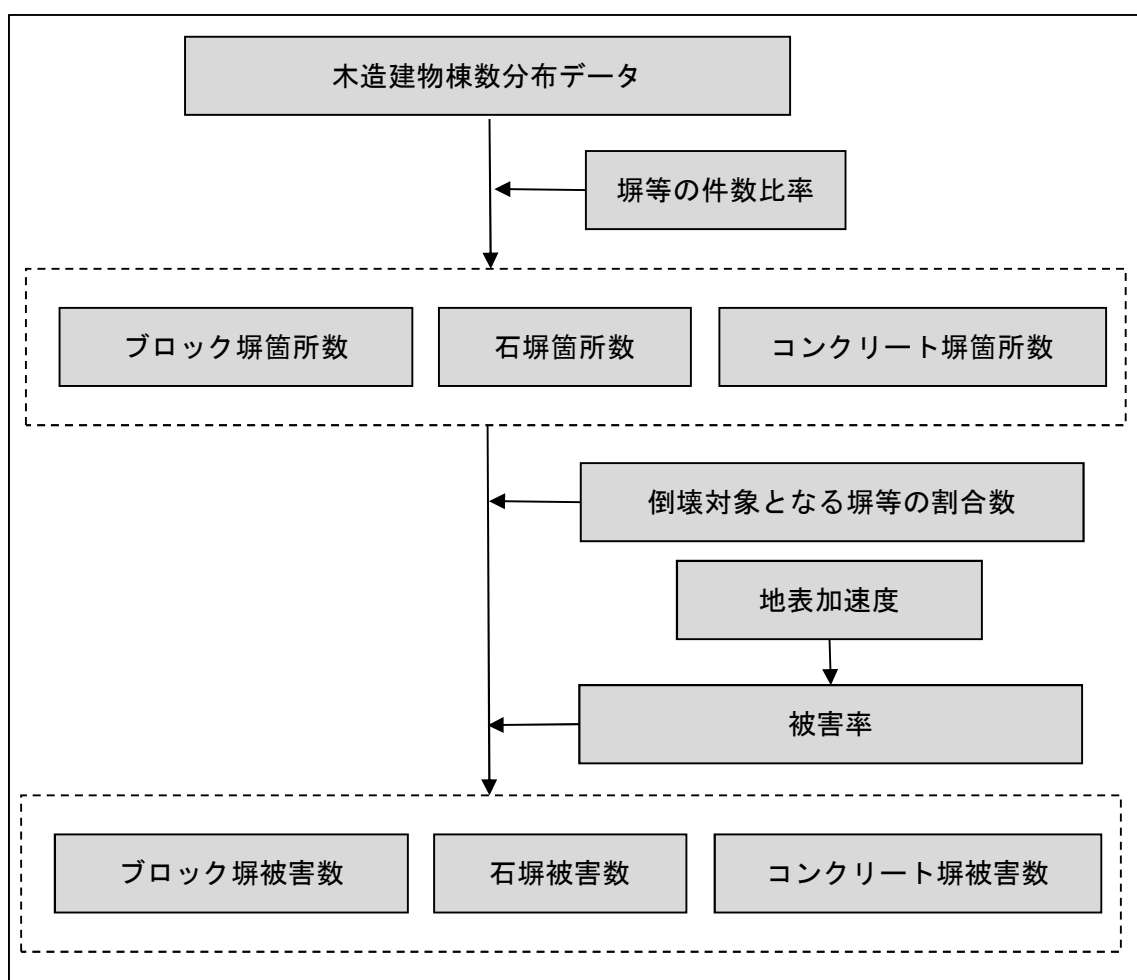 木造建物棟数分布データ
塀等の件数比率
ブロック塀箇所数
石塀箇所数
コンクリート塀箇所数
倒壊対象となる塀等の割合数
地表加速度
被害率
ブロック塀被害数
石塀被害数
コンクリート塀被害数